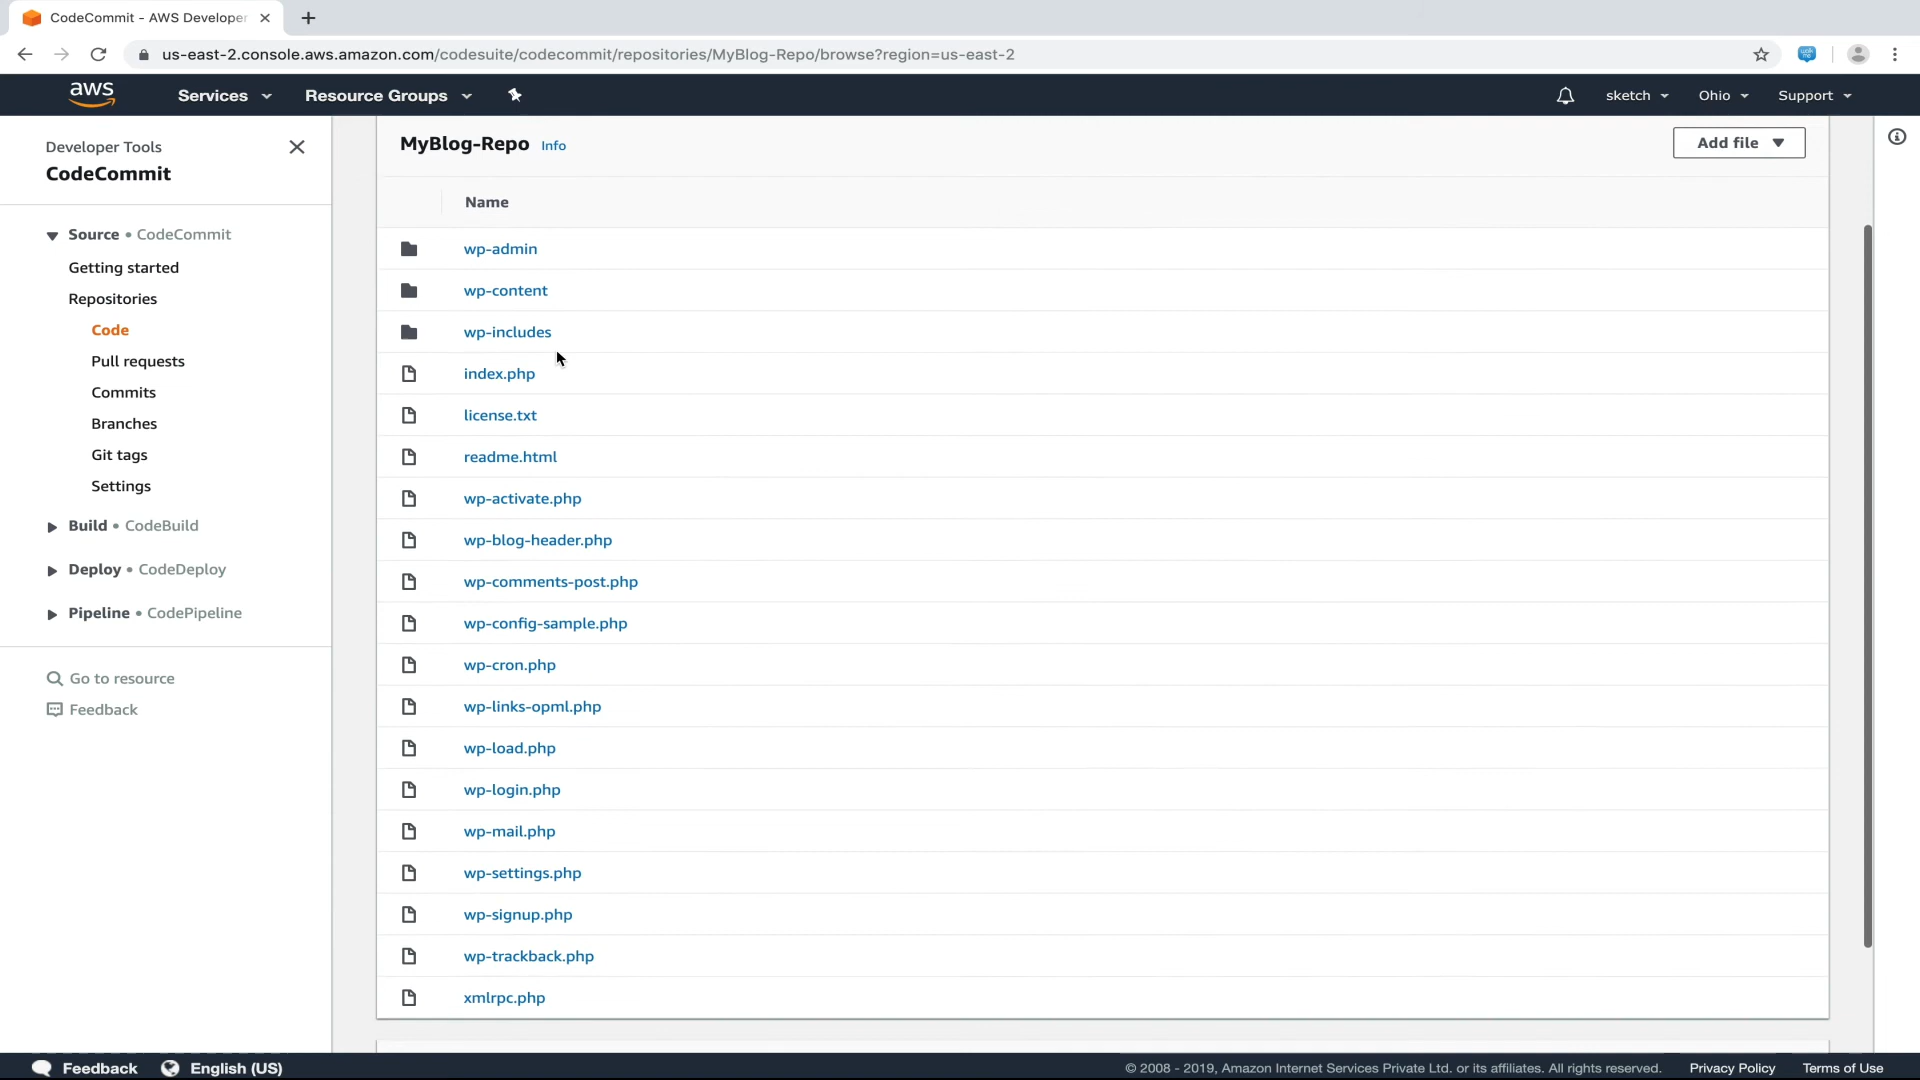 CodeCommit - AWS Developer
us-east-2.console.aws.amazon.com/codesuite/codecommit/repositories/MyBlog-Repo/browse?region=us-east-2
aws Services Resource Groups sketch Ohio Support
Developer Tools
CodeCommit
Source • CodeCommit
Getting started
Repositories
Code
Pull requests
Commits
Branches
Git tags
Settings
Build • CodeBuild
Deploy • CodeDeploy
Pipeline • CodePipeline
Go to resource
Feedback
MyBlog-Repo Info Add file
Name
wp-admin
wp-content
wp-includes
index.php
license.txt
readme.html
wp-activate.php
wp-blog-header.php
wp-comments-post.php
wp-config-sample.php
wp-cron.php
wp-links-opml.php
wp-load.php
wp-login.php
wp-mail.php
wp-settings.php
wp-signup.php
wp-trackback.php
xmlrpc.php
Feedback English (US) © 2008 - 2019, Amazon Internet Services Private Ltd. or its affiliates. All rights reserved. Privacy Policy Terms of Use